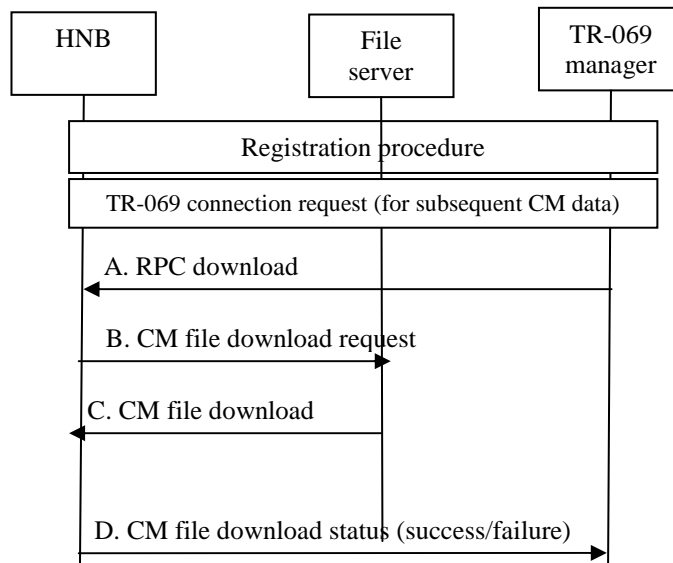 HNB
File
server
TR-069
manager
Registration procedure
TR-069 connection request (for subsequent CM data)
A. RPC download
B. CM file download request
C. CM file download
D. CM file download status (success/failure)